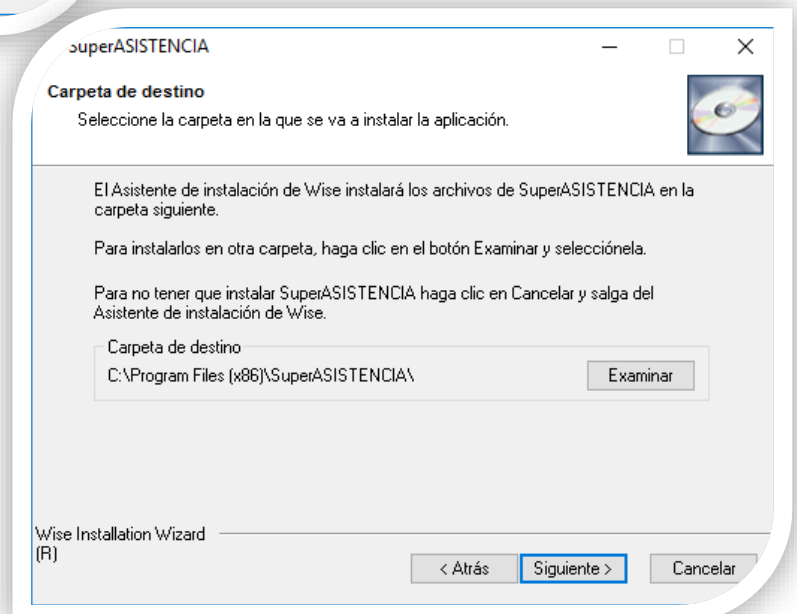 SuperASISTENCIA
Carpeta de destino
Seleccione la carpeta en la que se va a instalar la aplicación.
El Asistente de instalación de Wise instalará los archivos de SuperASISTENCIA en la
carpeta siguiente.
Para instalarlos en otra carpeta, haga clic en el botón Examinar y selecciónela.
Para no tener que instalar SuperASISTENCIA haga clic en Cancelar y salga del
Asistente de instalación de Wise.
Carpeta de destino
C:\Program Files (x86)\SuperASISTENCIA\
Examinar
Wise Installation Wizard
(R)
< Atrás
Siguiente >
Cancelar